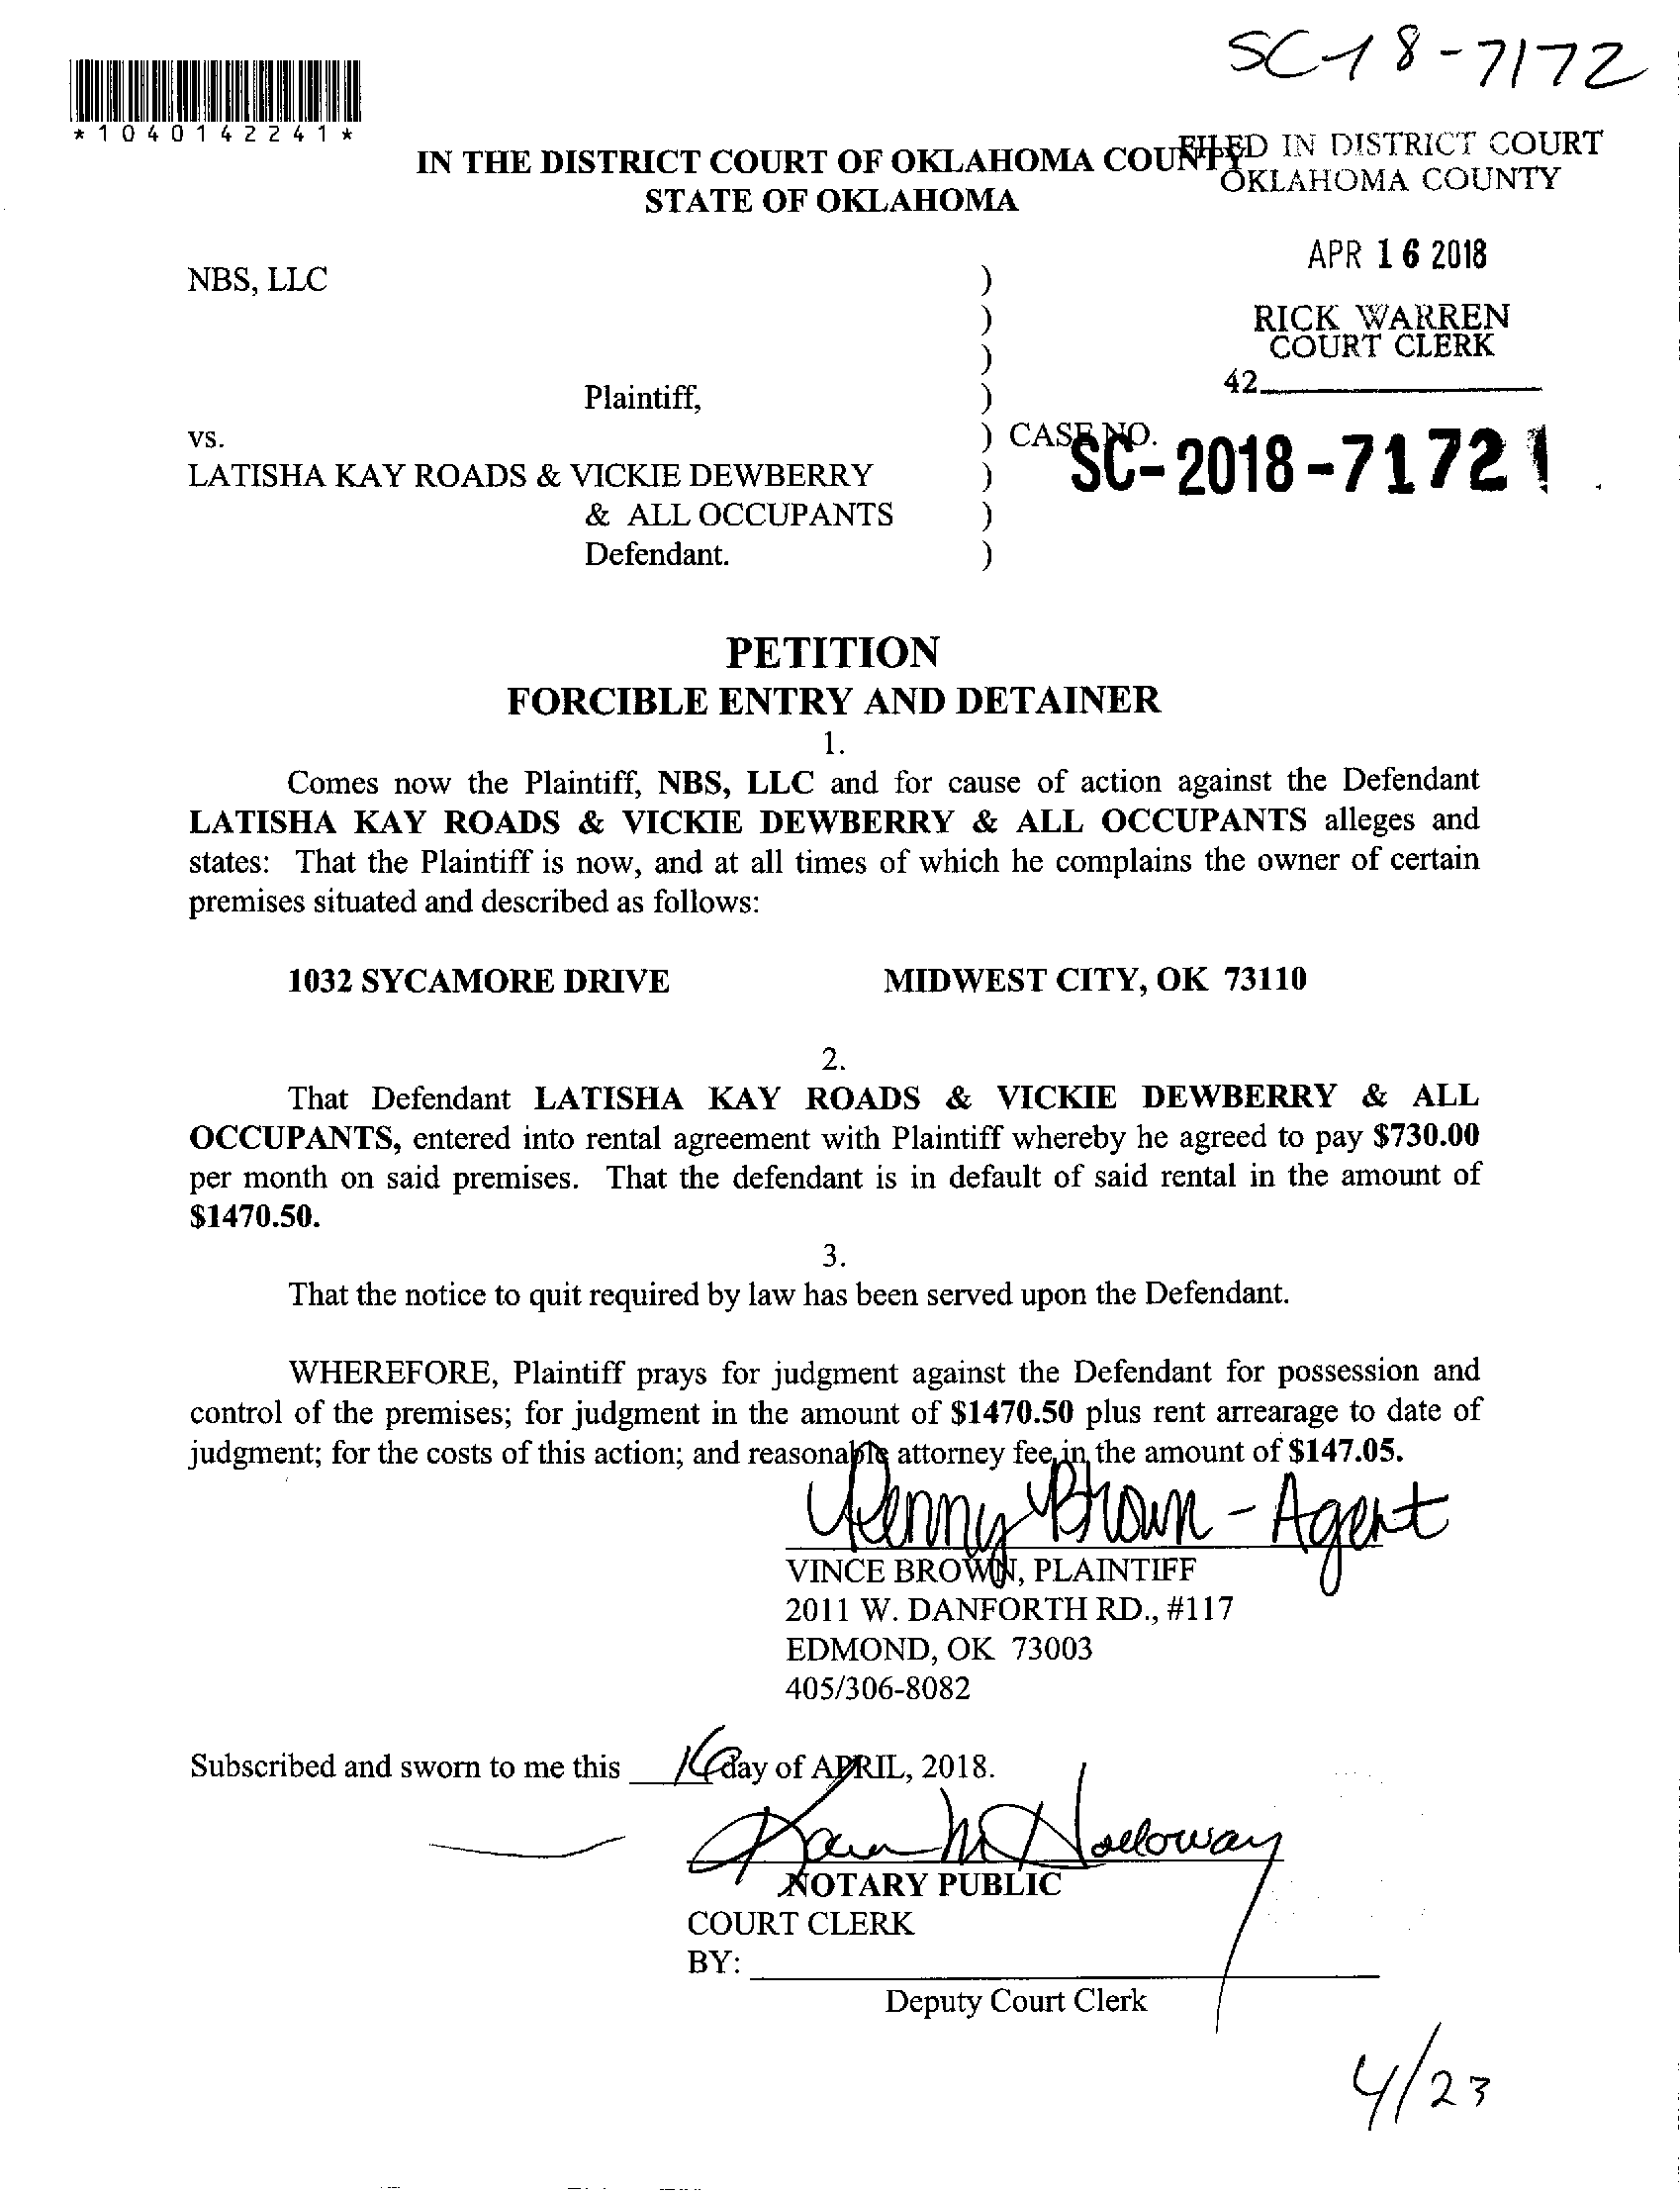 SC-18-7172
*1040142241*
IN THE DISTRICT COURT OF OKLAHOMA COUNTY
STATE OF OKLAHOMA
FILED IN DISTRICT COURT
OKLAHOMA COUNTY
APR 16 2018
RICK WARREN
COURT CLERK
42
NBS, LLC )
)
)
Plaintiff, )
vs. ) CASE NO. SC-2018-7172
LATISHA KAY ROADS & VICKIE DEWBERRY )
& ALL OCCUPANTS )
Defendant. )
PETITION
FORCIBLE ENTRY AND DETAINER
1.
Comes now the Plaintiff, NBS, LLC and for cause of action against the Defendant
LATISHA KAY ROADS & VICKIE DEWBERRY & ALL OCCUPANTS alleges and
states: That the Plaintiff is now, and at all times of which he complains the owner of certain
premises situated and described as follows:
1032 SYCAMORE DRIVE MIDWEST CITY, OK 73110
2.
That Defendant LATISHA KAY ROADS & VICKIE DEWBERRY & ALL
OCCUPANTS, entered into rental agreement with Plaintiff whereby he agreed to pay $730.00
per month on said premises. That the defendant is in default of said rental in the amount of
$1470.50.
3.
That the notice to quit required by law has been served upon the Defendant.
WHEREFORE, Plaintiff prays for judgment against the Defendant for possession and
control of the premises; for judgment in the amount of $1470.50 plus rent arrearage to date of
judgment; for the costs of this action; and reasonable attorney fee in the amount of $147.05.
Penny Brown - Agent
VINCE BROWN, PLAINTIFF
2011 W. DANFORTH RD., #117
EDMOND, OK 73003
405/306-8082
Subscribed and sworn to me this 16 day of APRIL, 2018.
Karen M Holloway
NOTARY PUBLIC
COURT CLERK
BY:
Deputy Court Clerk
4/23